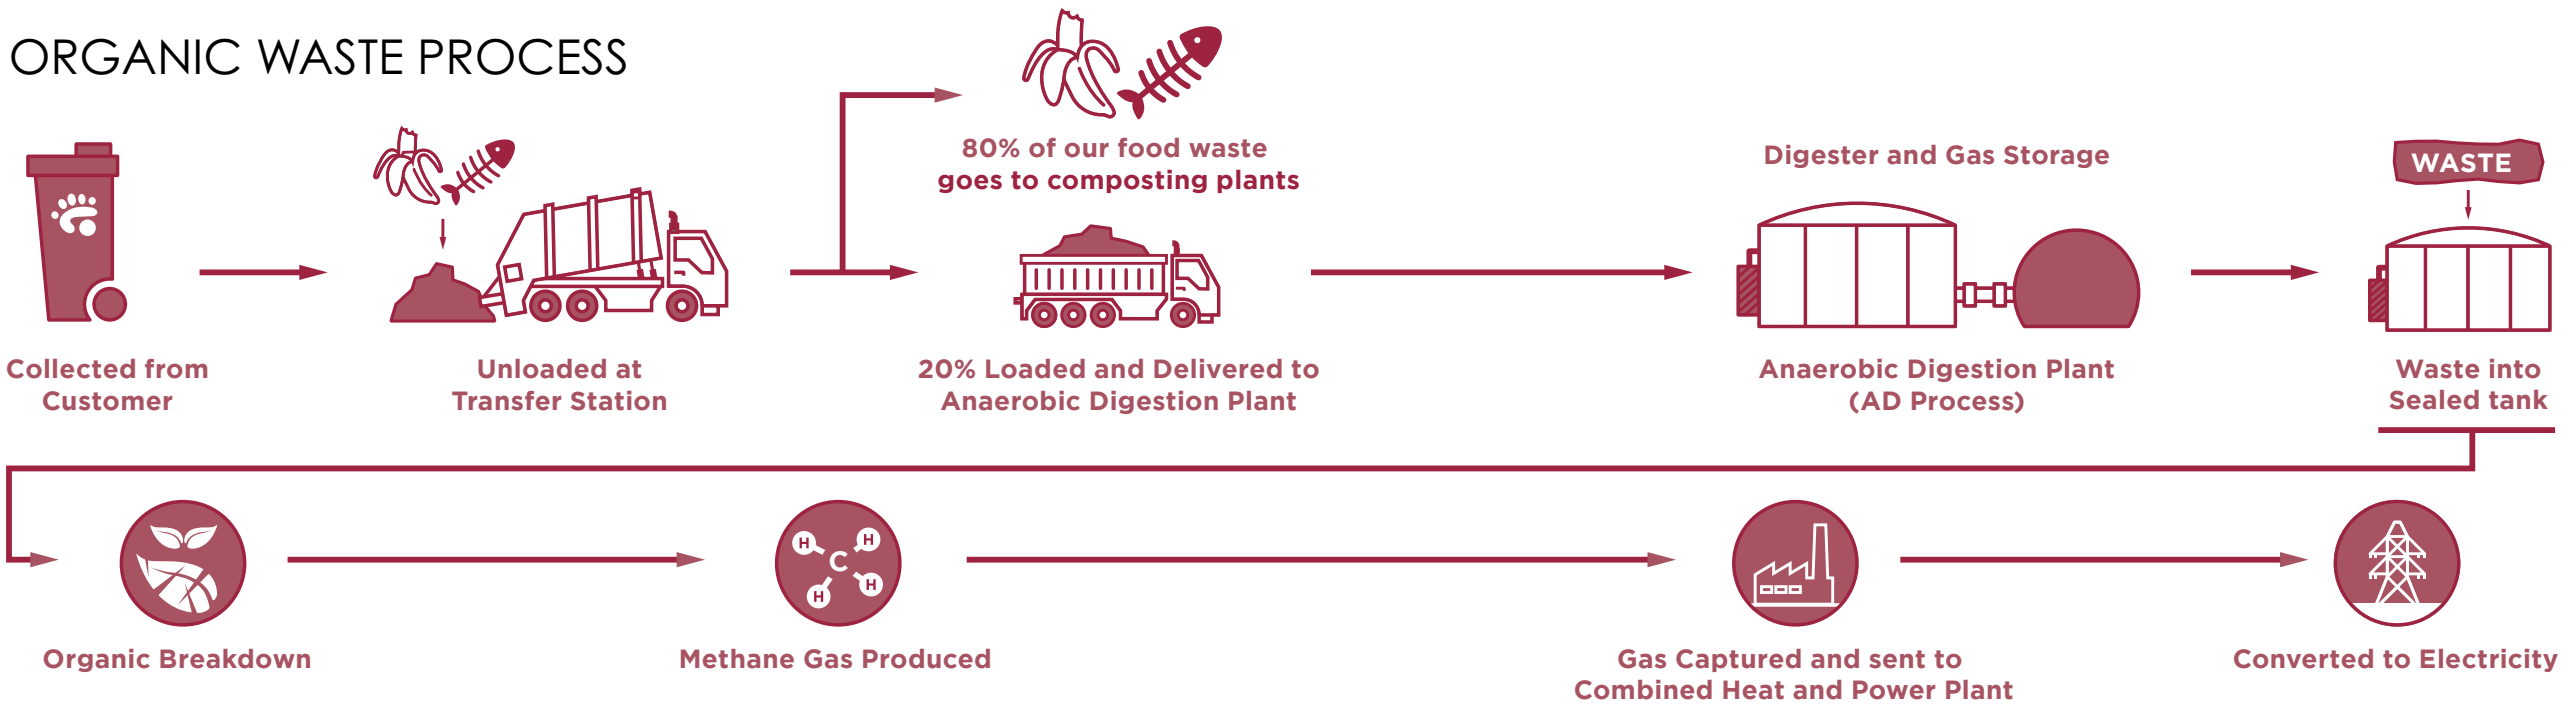 ORGANIC WASTE PROCESS
80% of our food waste
goes to composting plants
Digester and Gas Storage
WASTE
Collected from
Customer
Unloaded at
Transfer Station
20% Loaded and Delivered to
Anaerobic Digestion Plant
Anaerobic Digestion Plant
(AD Process)
Waste into
Sealed tank
H
H
C
H
H
Organic Breakdown
Methane Gas Produced
Gas Captured and sent to
Combined Heat and Power Plant
Converted to Electricity